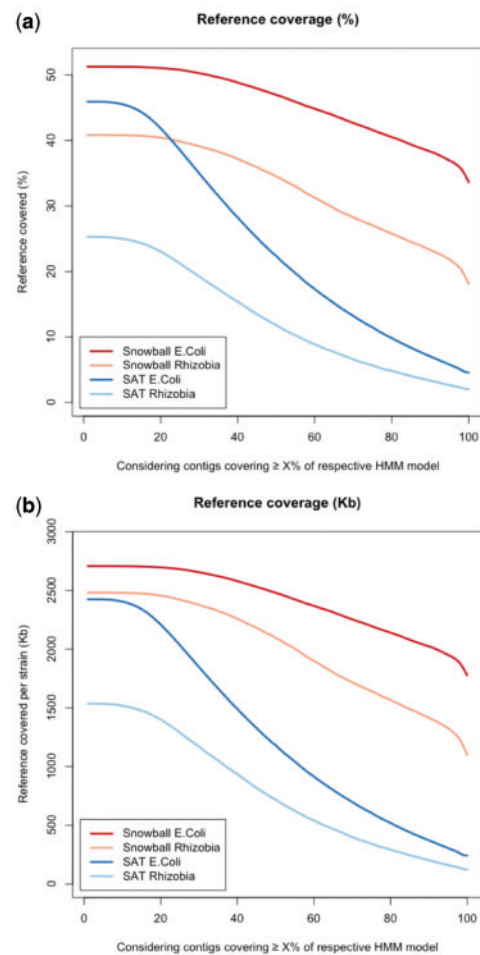 (a)
Reference coverage (%)
50
40
30
20
10
0
Reference covered (%)
Snowball E.Coli
Snowball Rhizobia
SAT E.Coli
SAT Rhizobia
0 20 40 60 80 100
Considering contigs covering ≥ X% of respective HMM model
(b)
Reference coverage (Kb)
3000
2500
2000
1500
1000
500
0
Reference covered per strain (Kb)
Snowball E.Coli
Snowball Rhizobia
SAT E.Coli
SAT Rhizobia
0 20 40 60 80 100
Considering contigs covering ≥ X% of respective HMM model